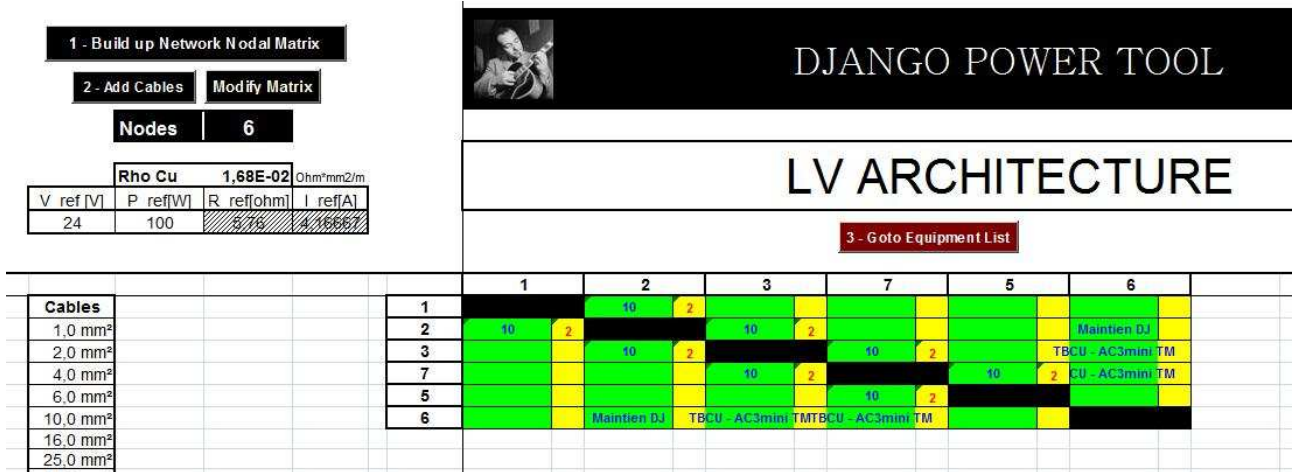 1 - Build up Network Nodal Matrix
2 - Add Cables Modify Matrix
Nodes 6
DJANGO POWER TOOL
Rho Cu 1,68E-02 Ohm*mm2/m
V ref [V] P ref[W] R ref[ohm] I ref[A]
24 100 5,76 4,16667
LV ARCHITECTURE
3 - Goto Equipment List
1 2 3 7 5 6
Cables 1 10 2
1,0 mm² 2 10 2 10 2 Maintien DJ
2,0 mm² 3 10 2 10 2 TBCU - AC3mini TM
4,0 mm² 7 10 2 10 2 CU - AC3mini TM
6,0 mm² 5 10 2
10,0 mm² 6 Maintien DJ TBCU - AC3mini TMTBCU - AC3mini TM
16,0 mm²
25,0 mm²